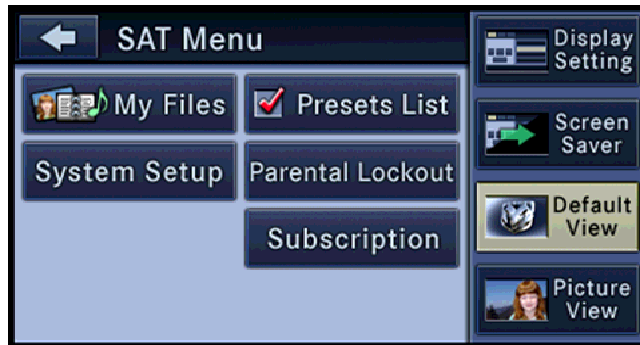 SAT Menu
My Files
Presets List
System Setup
Parental Lockout
Subscription
Display
Setting
Screen
Saver
Default
View
Picture
View